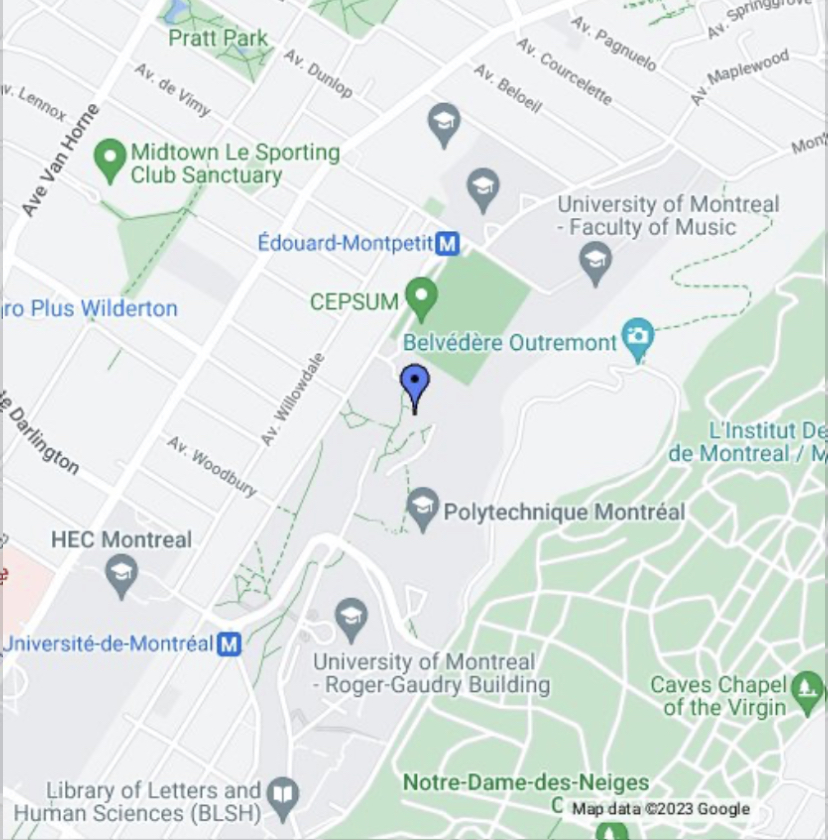 Pratt Park
Av. Dunlop
Av. de Vimy
Av. Pagnuelo
Av. Courcelette
Av. Springgrove
Av. Maplewood
Av. Beloeil
Lennox
Ave Van Horne
Midtown Le Sporting
Club Sanctuary
Mont
University of Montreal
- Faculty of Music
Édouard-Montpetit M
CEPSUM
ro Plus Wilderton
Belvédère Outremont
Av. Willowdale
Darlington
L'Institut De
de Montreal / M
Av. Woodbury
Polytechnique Montréal
HEC Montreal
Université-de-Montréal M
University of Montreal
- Roger-Gaudry Building
Caves Chapel
of the Virgin
Library of Letters and
Human Sciences (BLSH)
Notre-Dame-des-Neiges
C
Map data ©2023 Google